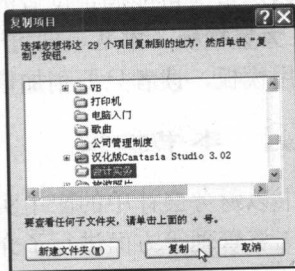 复制项目
选择您想将这 29 个项目复制到的地方，然后单击“复
制”按钮。
VB
打印机
电脑入门
歌曲
公司管理制度
汉化版Camtasia Studio 3.02
会计实务
旅游照片
要查看任何子文件夹，请单击上面的 + 号。
新建文件夹(M)
复制
取消